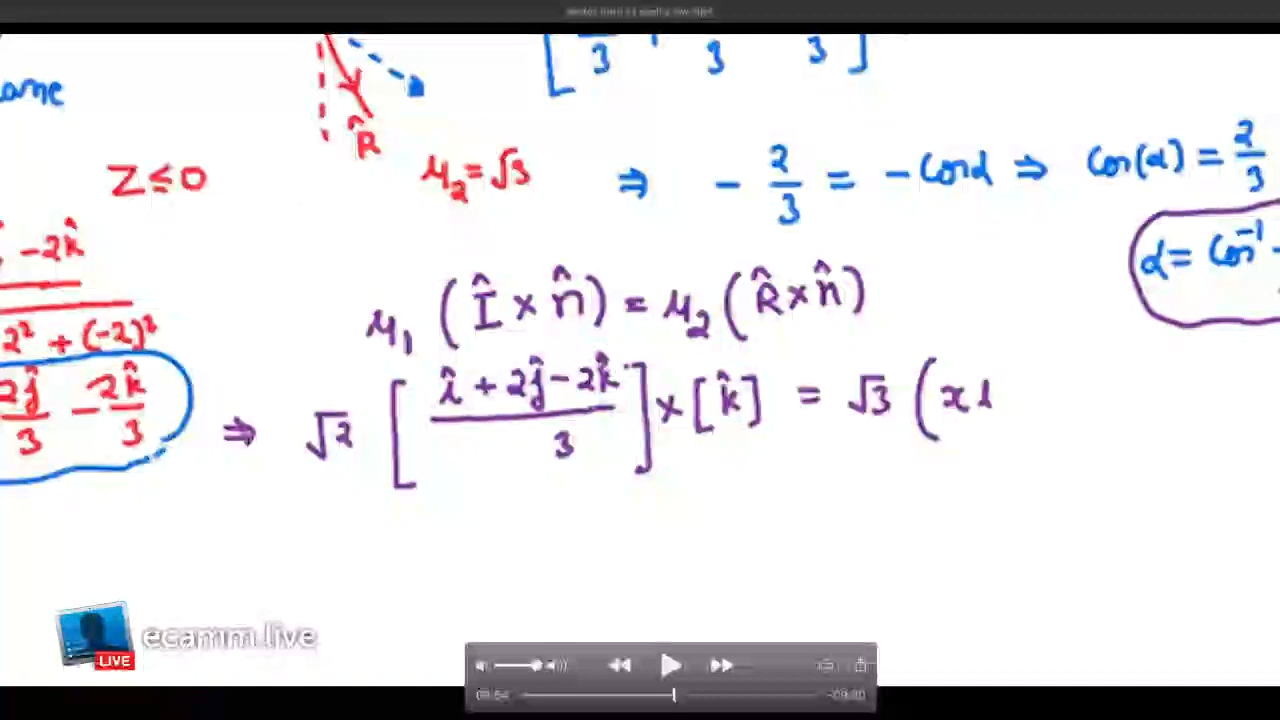 [ /3 , 3 3 ]
ame
R̂
Z ≤ 0
μ₂ = √3 ⇒ - 2/3 = - Cosα ⇒ Cos(α) = 2/3
- 2k̂
2² + (-2)²
α = Cos⁻¹
μ₁ (Î × n̂) = μ₂ (R̂ × n̂)
2ĵ/3 - 2k̂/3
⇒ √2 [ (î + 2ĵ - 2k̂)/3 ] × [k̂] = √3 (x
ecamm.live
LIVE